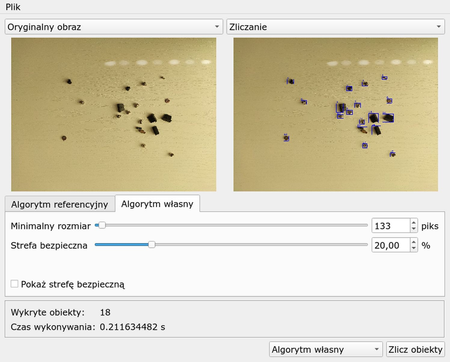 Plik
Oryginalny obraz
Zliczanie
Algorytm referencyjny
Algorytm własny
Minimalny rozmiar
133
piks
Strefa bezpieczna
20,00
%
Pokaż strefę bezpieczną
Wykryte obiekty:
18
Czas wykonywania:
0.211634482 s
Algorytm własny
Zlicz obiekty